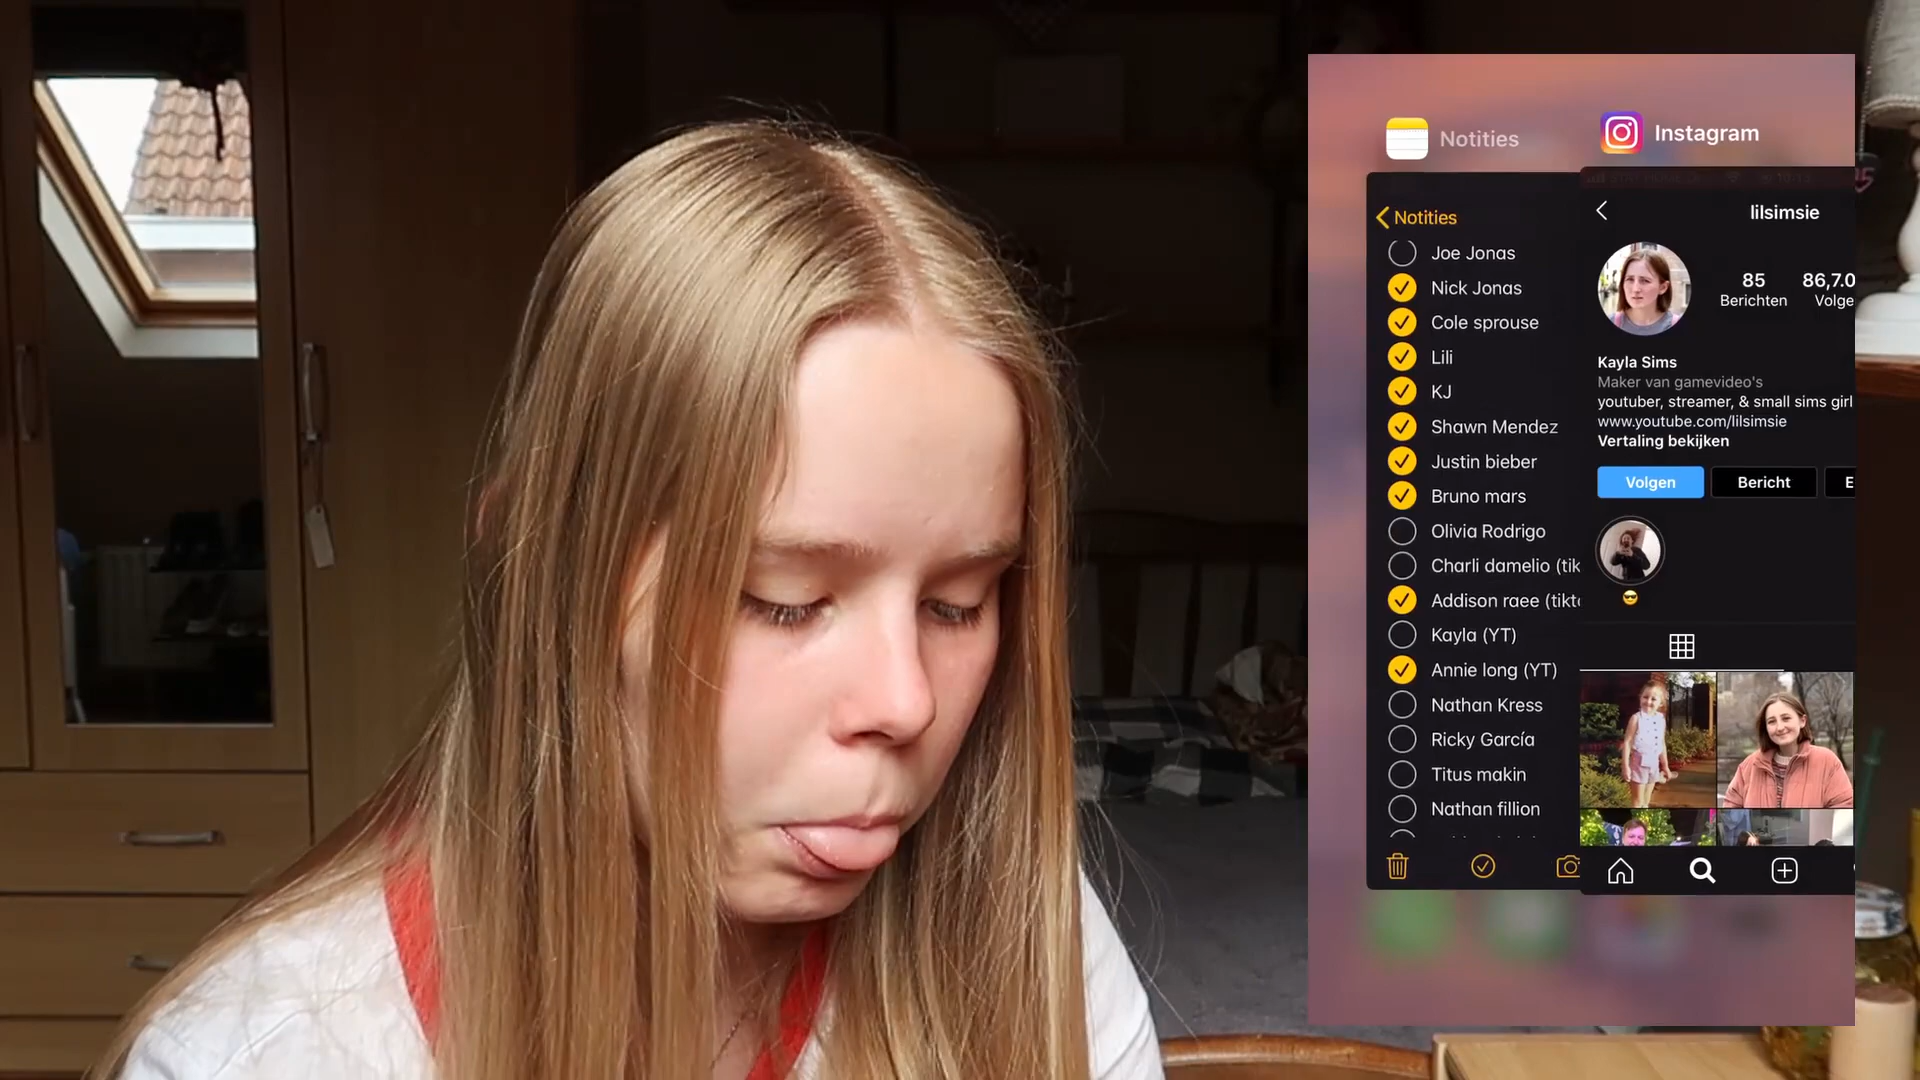 Notities
Instagram
Notities
Joe Jonas
Nick Jonas
Cole sprouse
Lili
KJ
Shawn Mendez
Justin bieber
Bruno mars
Olivia Rodrigo
Charli damelio (tik
Addison raee (tikt
Kayla (YT)
Annie long (YT)
Nathan Kress
Ricky García
Titus makin
Nathan fillion
lilsimsie
85
Berichten
86,7.0
Volge
Kayla Sims
Maker van gamevideo's
youtuber, streamer, & small sims girl
www.youtube.com/lilsimsie
Vertaling bekijken
Volgen
Bericht
E